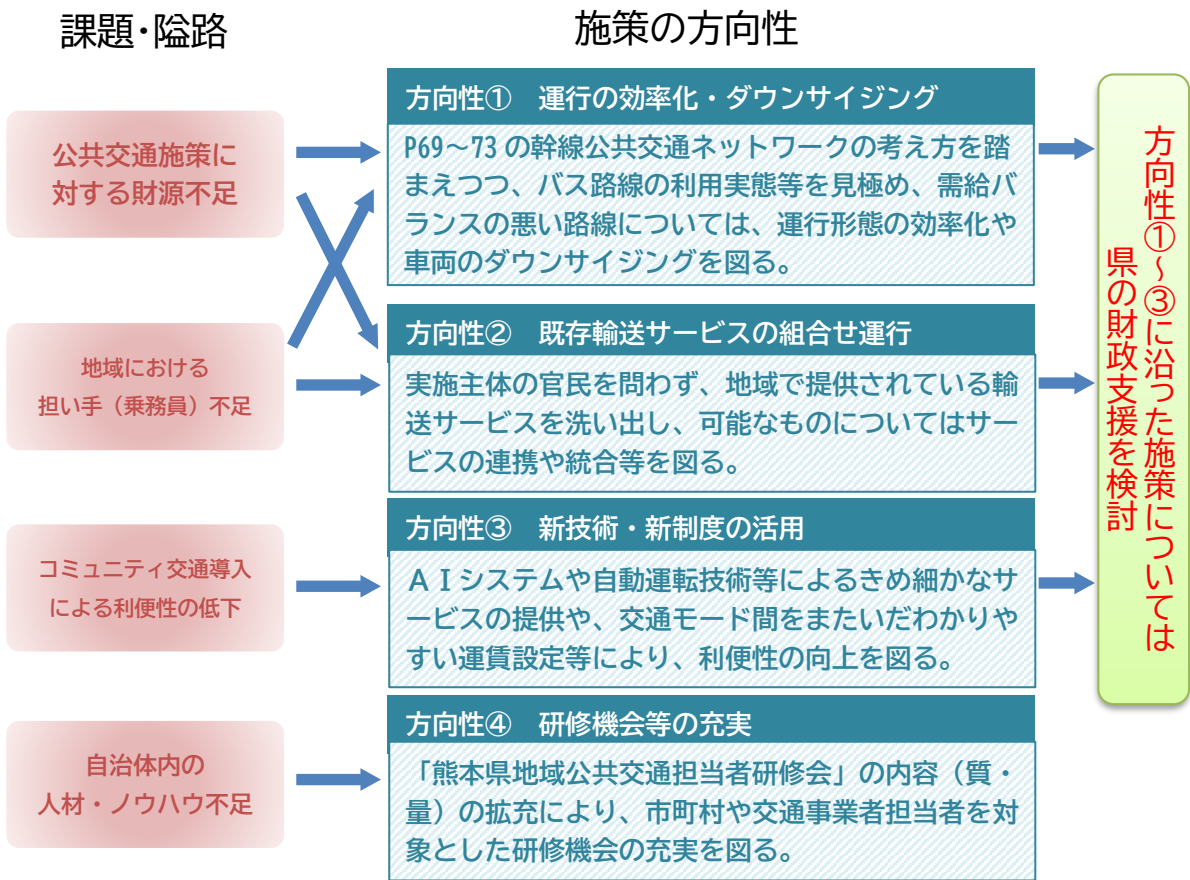 課題・隘路
施策の方向性
公共交通施策に
対する財源不足
方向性① 運行の効率化・ダウンサイジング
P69～73 の幹線公共交通ネットワークの考え方を踏
まえつつ、バス路線の利用実態等を見極め、需給バ
ランスの悪い路線については、運行形態の効率化や
車両のダウンサイジングを図る。
地域における
担い手（乗務員）不足
方向性② 既存輸送サービスの組合せ運行
実施主体の官民を問わず、地域で提供されている輸
送サービスを洗い出し、可能なものについてはサー
ビスの連携や統合等を図る。
コミュニティ交通導入
による利便性の低下
方向性③ 新技術・新制度の活用
ＡＩシステムや自動運転技術等によるきめ細かなサ
ービスの提供や、交通モード間をまたいだわかりや
すい運賃設定等により、利便性の向上を図る。
自治体内の
人材・ノウハウ不足
方向性④ 研修機会等の充実
「熊本県地域公共交通担当者研修会」の内容（質・
量）の拡充により、市町村や交通事業者担当者を対
象とした研修機会の充実を図る。
方向性①～③に沿った施策については
県の財政支援を検討